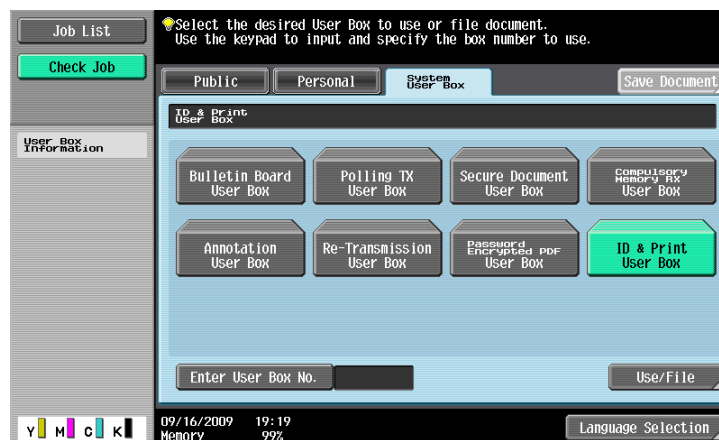 Job List
Check Job
User Box
Information
Select the desired User Box to use or file document.
Use the keypad to input and specify the box number to use.
Public
Personal
System
User Box
Save Document
ID & Print
User Box
Bulletin Board
User Box
Polling TX
User Box
Secure Document
User Box
Compulsory
Memory RX
User Box
Annotation
User Box
Re-Transmission
User Box
Password
Encrypted PDF
User Box
ID & Print
User Box
Enter User Box No.
Use/File
Y M C K
09/16/2009 19:19
Memory 99%
Language Selection